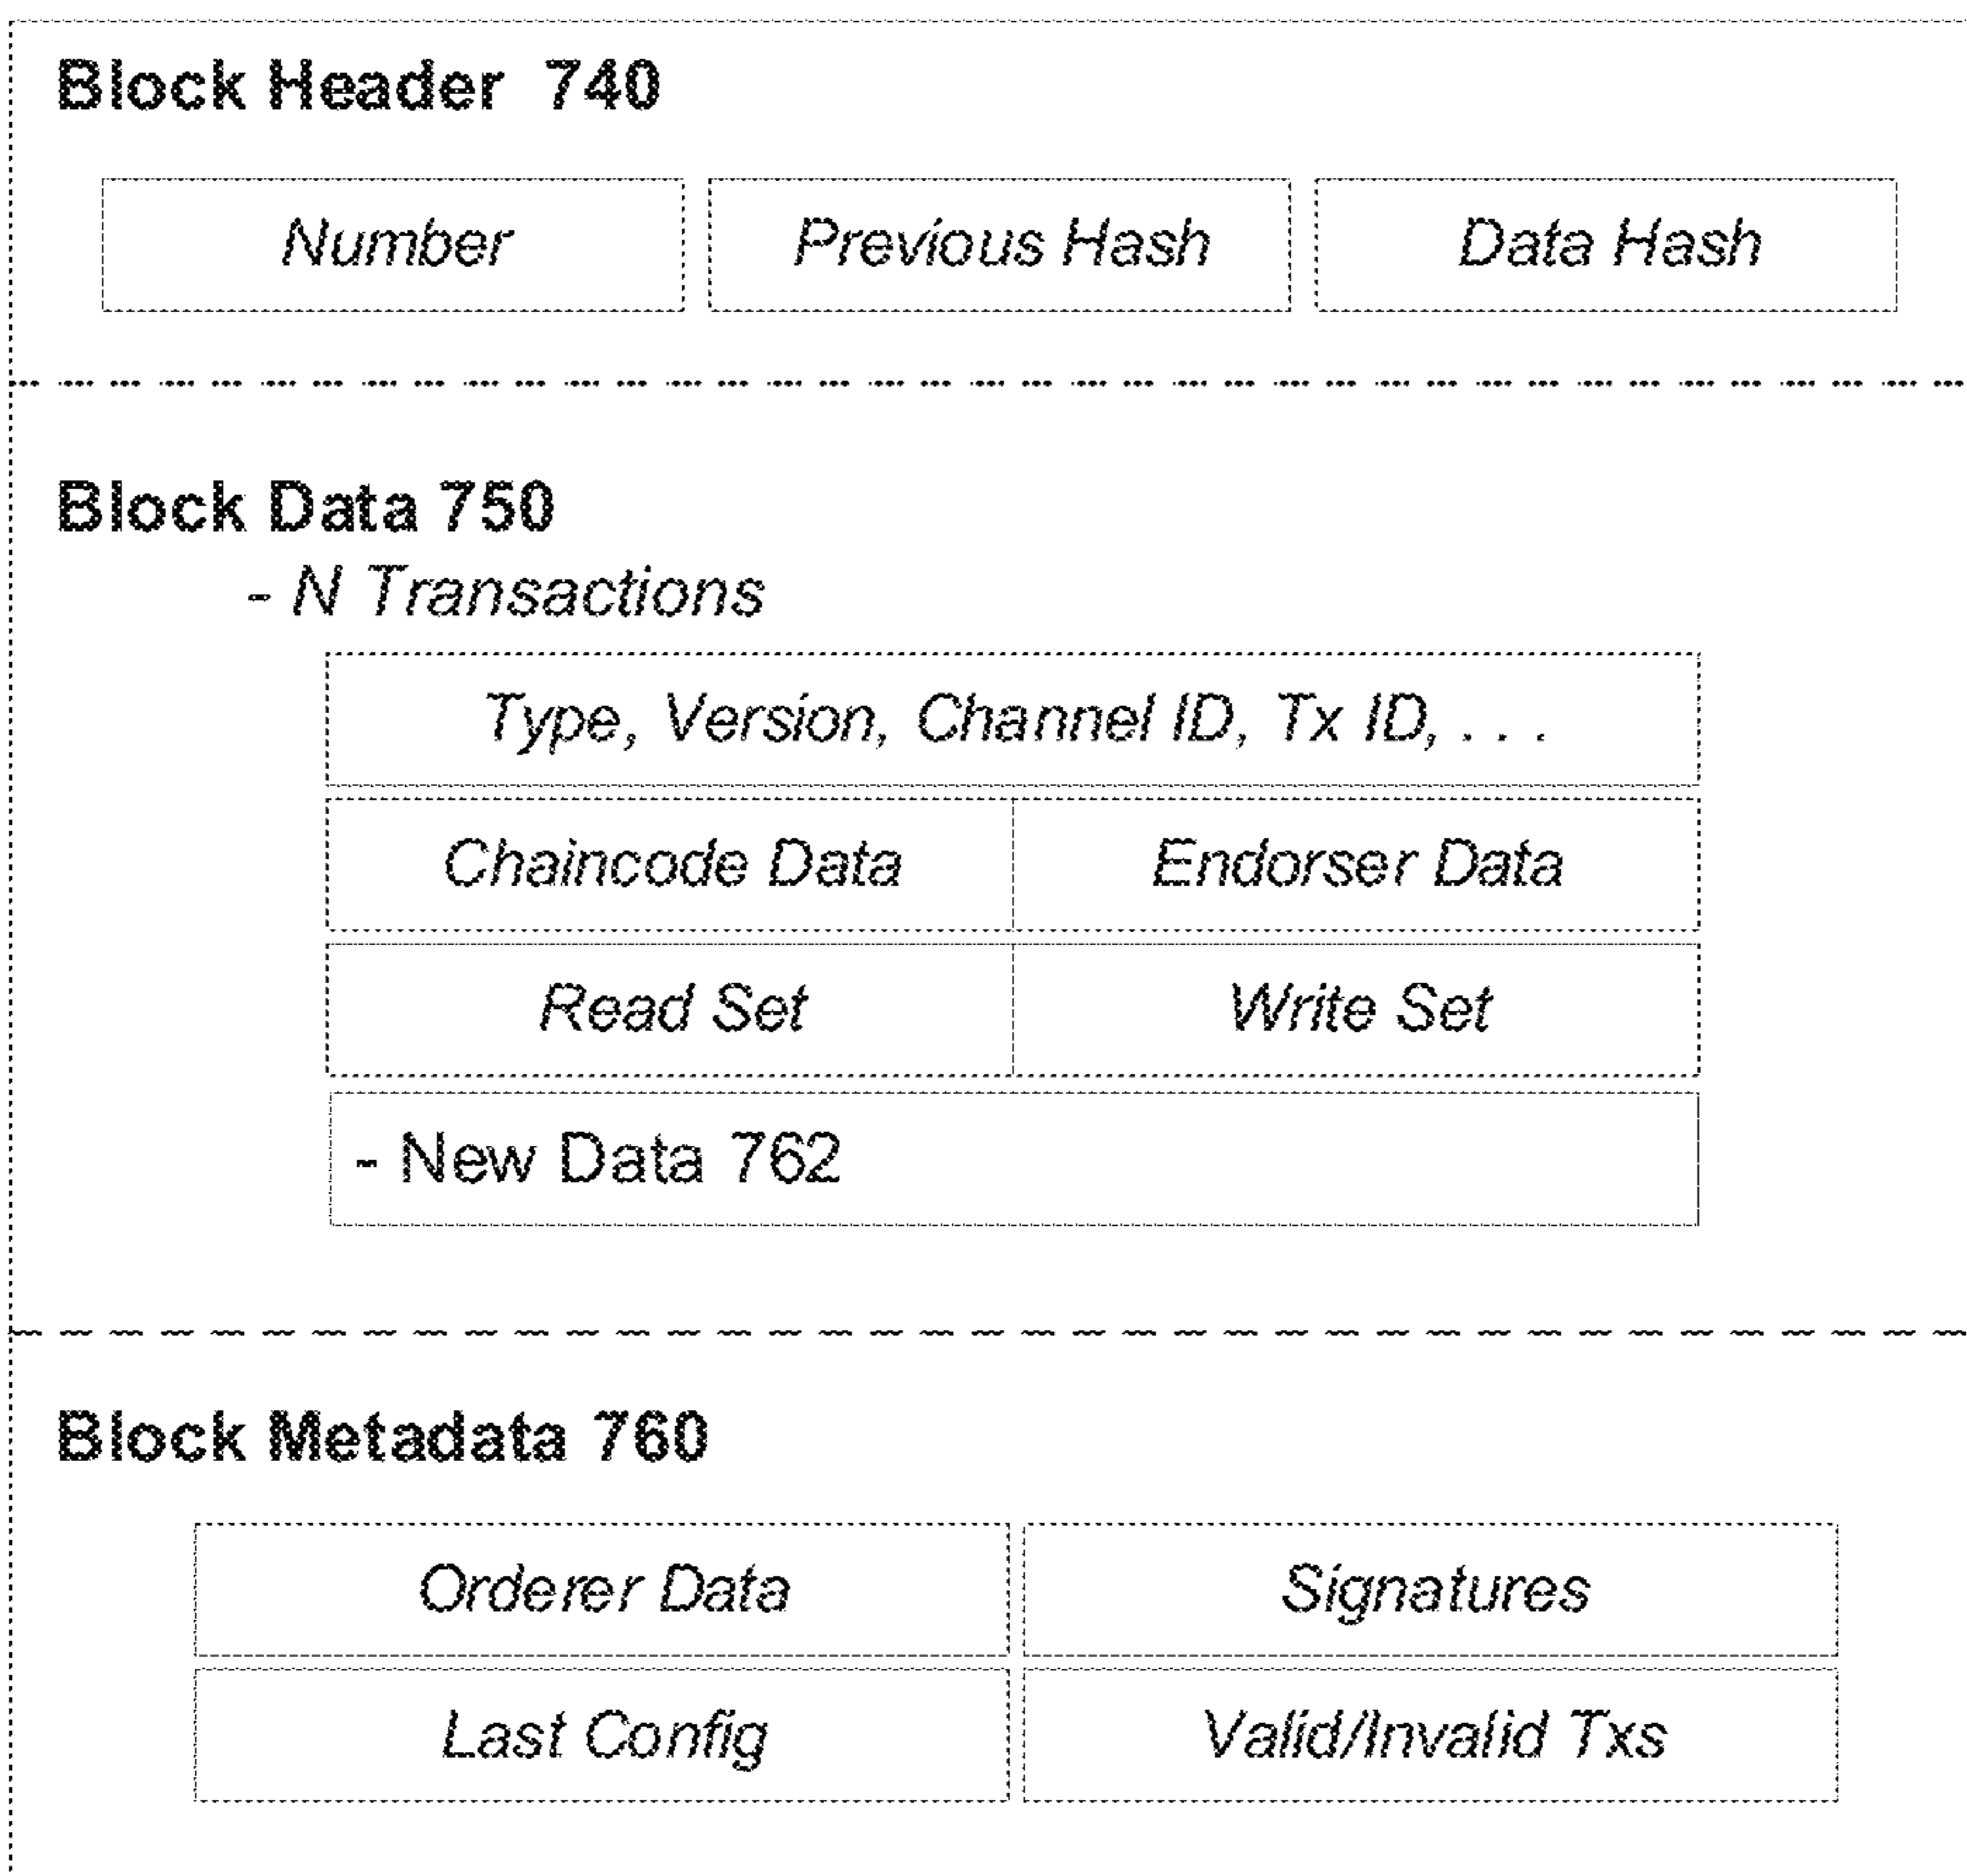 Block Header 740
Number Previous Hash Data Hash
Block Data 750
- N Transactions
Type, Version, Channel ID, Tx ID, . . .
Chaincode Data Endorser Data
Read Set Write Set
- New Data 762
Block Metadata 760
Orderer Data Signatures
Last Config Valid/Invalid Txs